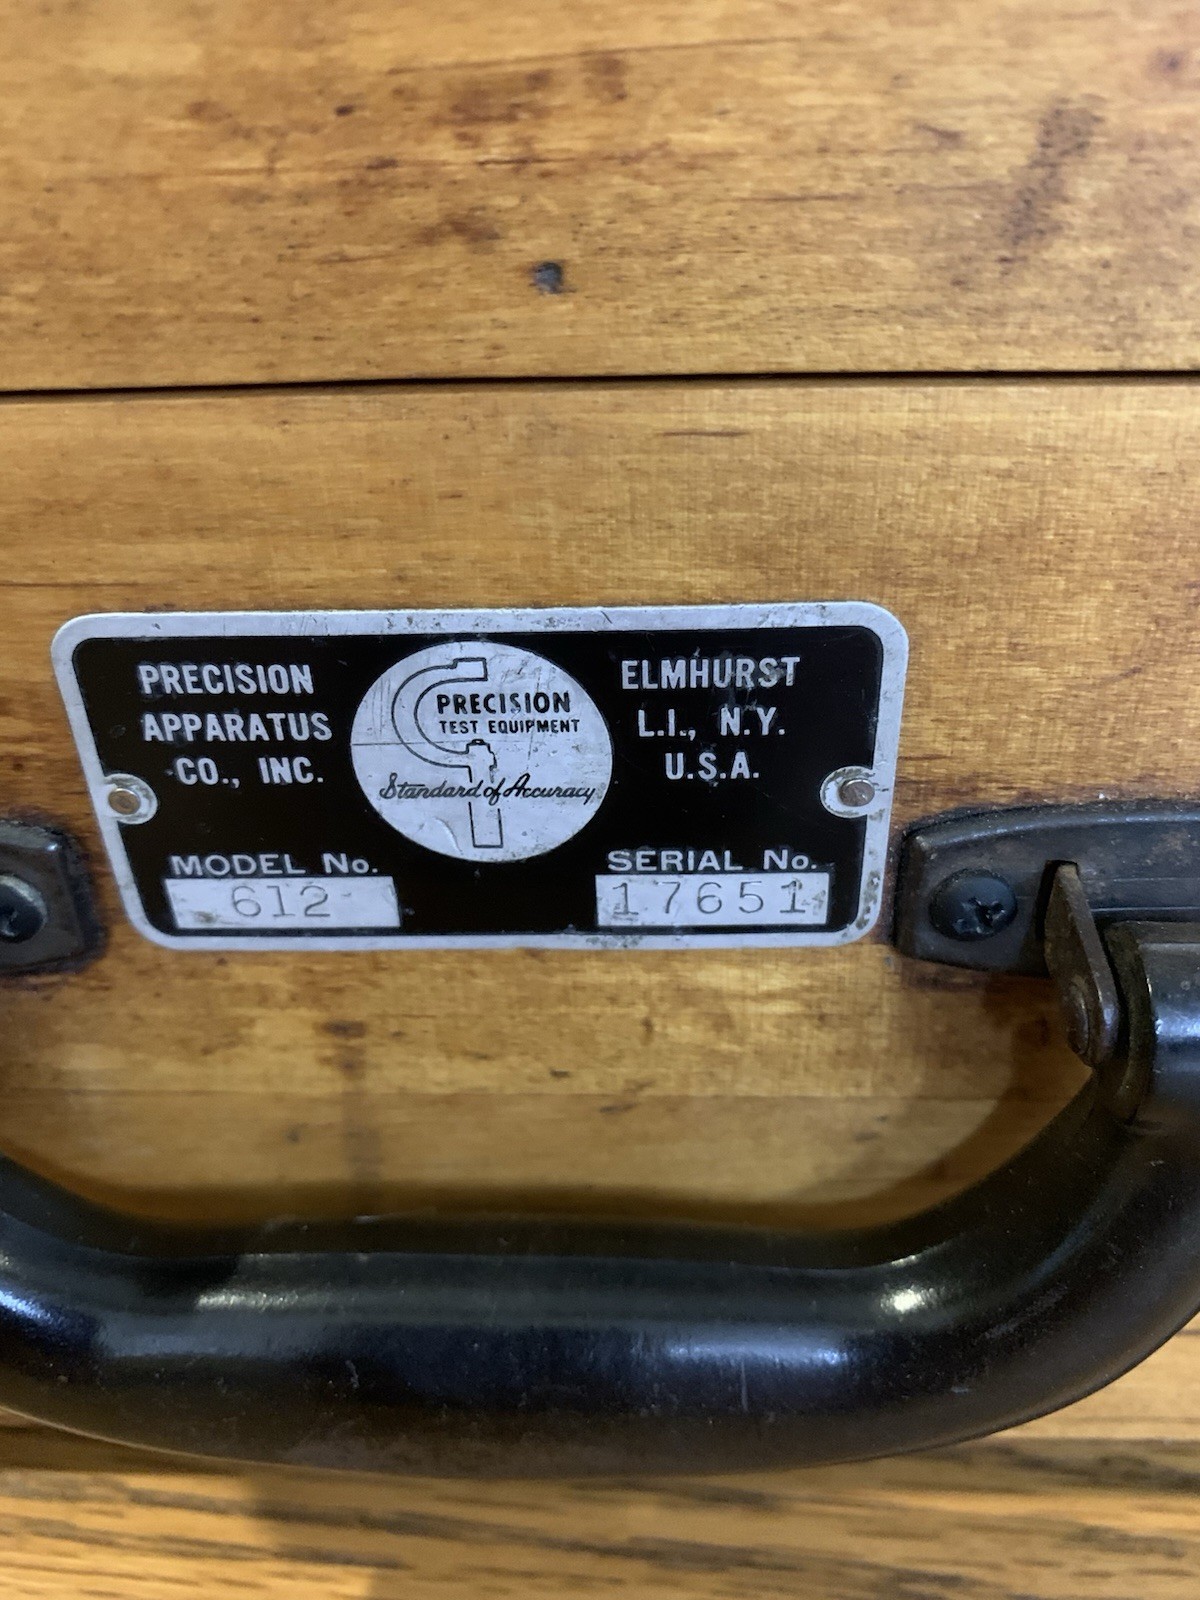 PRECISION
APPARATUS
CO., INC.
PRECISION
TEST EQUIPMENT
Standard of Accuracy
ELMHURST
L.I., N.Y.
U.S.A.
MODEL No.
612
SERIAL No.
17651